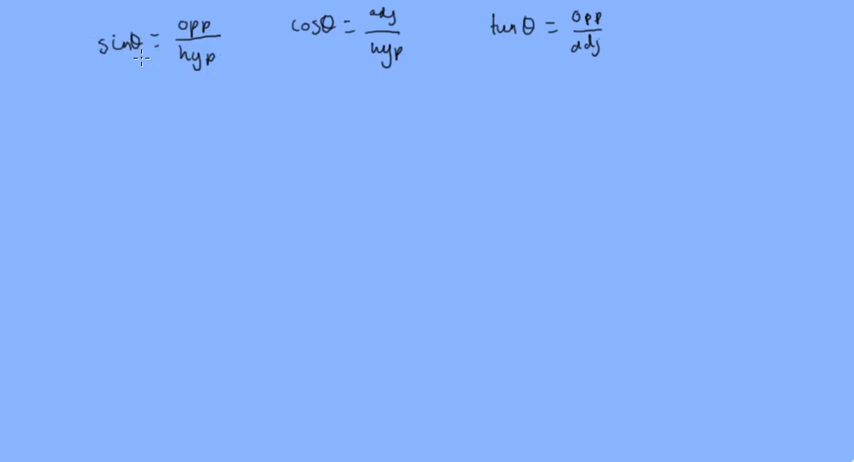 sinθ = opp/hyp
cosθ = adj/hyp
tanθ = opp/adj